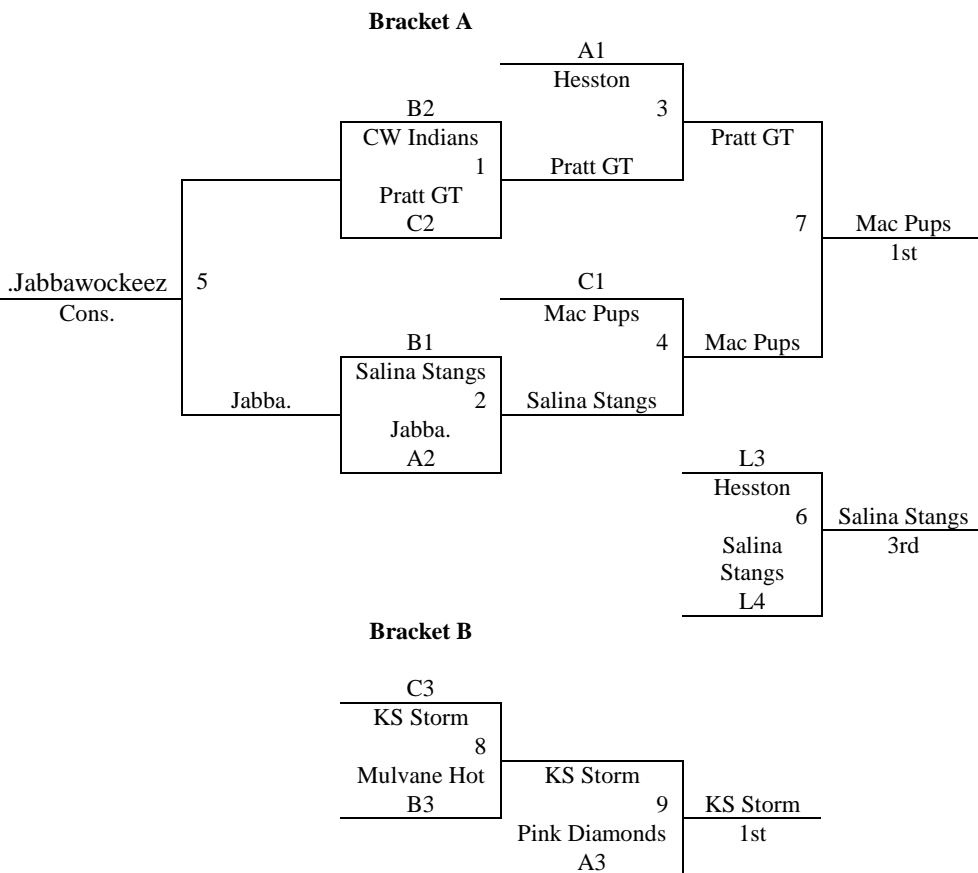 Bracket A
A1
Hesston
3
B2
CW Indians
1
Pratt GT
C2
Pratt GT
Pratt GT
7
Mac Pups
1st
.Jabbawockeez
Cons.
5
C1
Mac Pups
4
Mac Pups
B1
Salina Stangs
2
Jabba.
A2
Jabba.
Salina Stangs
L3
Hesston
6
Salina
Stangs
L4
Salina Stangs
3rd
Bracket B
C3
KS Storm
8
Mulvane Hot
B3
KS Storm
9
Pink Diamonds
A3
KS Storm
1st